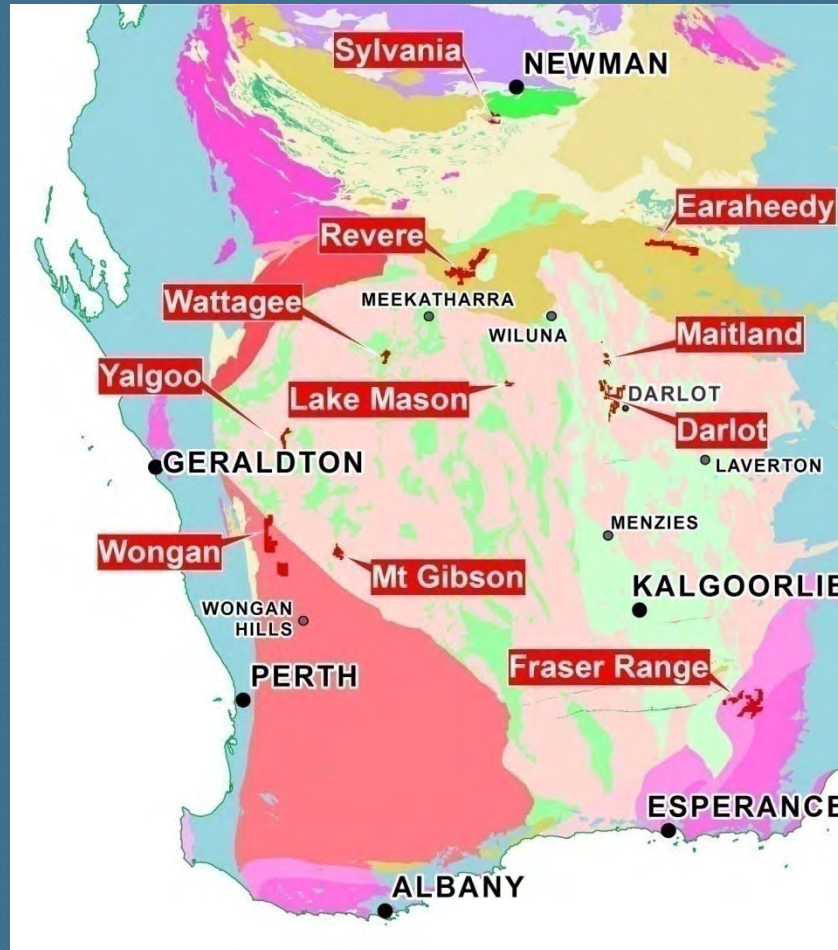 Sylvania
NEWMAN
Earaheedy
Revere
MEEKATHARRA
Wattagee
WILUNA
Maitland
Yalgoo
Lake Mason
DARLOT
Darlot
GERALDTON
LAVERTON
MENZIES
Wongan
Mt Gibson
KALGOORLIE
WONGAN
HILLS
Fraser Range
PERTH
ESPERANCE
ALBANY